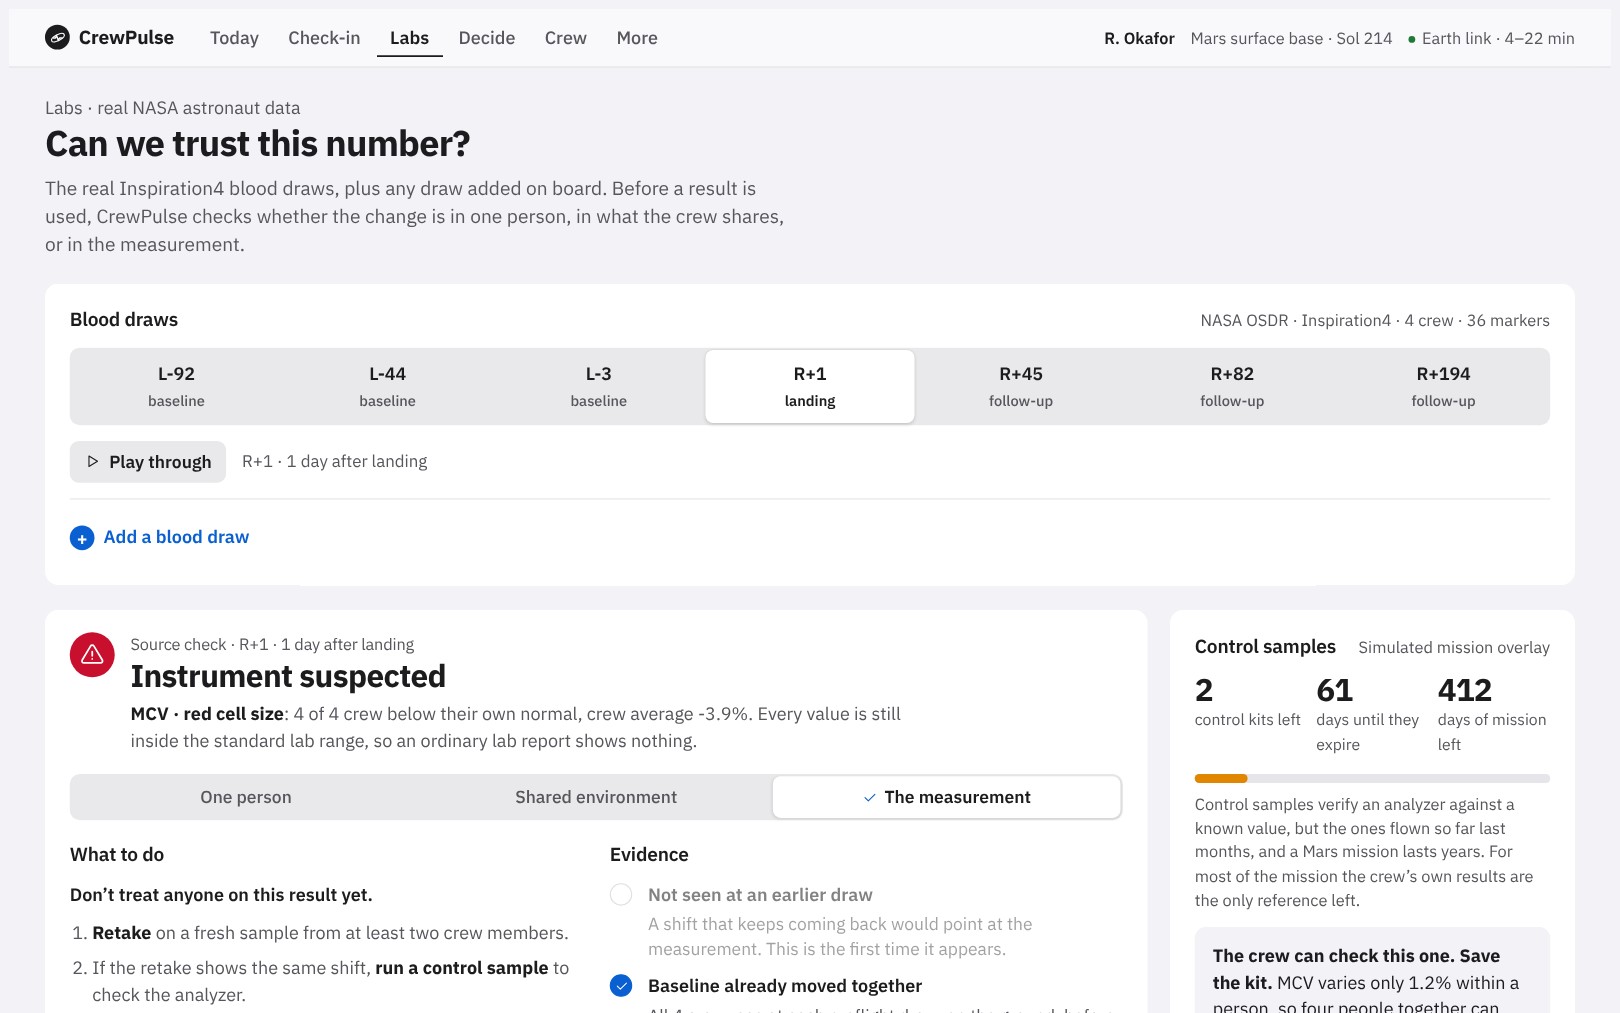 CrewPulse Today Check-in Labs Decide Crew More R. Okafor Mars surface base · Sol 214 Earth link · 4–22 min
Labs · real NASA astronaut data
Can we trust this number?
The real Inspiration4 blood draws, plus any draw added on board. Before a result is
used, CrewPulse checks whether the change is in one person, in what the crew shares,
or in the measurement.
Blood draws NASA OSDR · Inspiration4 · 4 crew · 36 markers
L-92 L-44 L-3 R+1 R+45 R+82 R+194
baseline baseline baseline landing follow-up follow-up follow-up
Play through R+1 · 1 day after landing
Add a blood draw
Source check · R+1 · 1 day after landing
Instrument suspected
MCV · red cell size: 4 of 4 crew below their own normal, crew average -3.9%. Every value is still
inside the standard lab range, so an ordinary lab report shows nothing.
One person Shared environment The measurement
What to do
Don’t treat anyone on this result yet.
1. Retake on a fresh sample from at least two crew members.
2. If the retake shows the same shift, run a control sample to
check the analyzer.
Evidence
Not seen at an earlier draw
A shift that keeps coming back would point at the
measurement. This is the first time it appears.
Baseline already moved together
Control samples Simulated mission overlay
2 61 412
control kits left days until they days of mission
expire left
Control samples verify an analyzer against a
known value, but the ones flown so far last
months, and a Mars mission lasts years. For
most of the mission the crew’s own results are
the only reference left.
The crew can check this one. Save
the kit. MCV varies only 1.2% within a
person, so four people together can